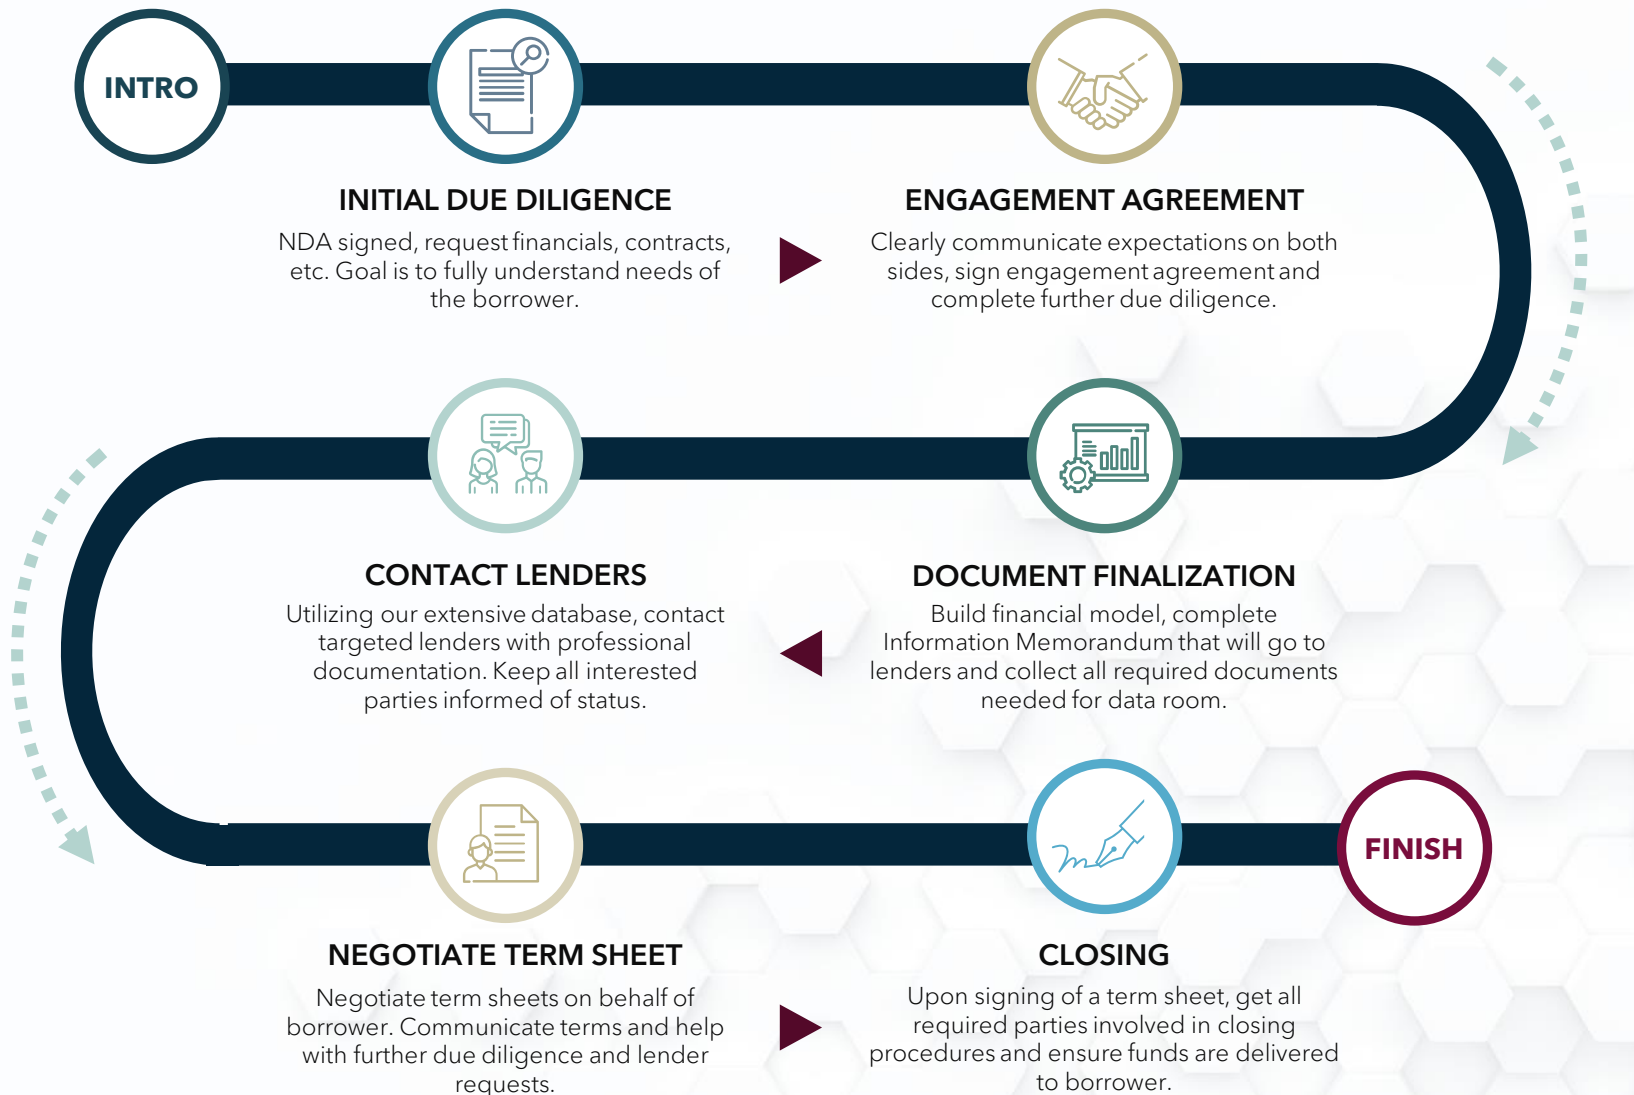 INTRO
INITIAL DUE DILIGENCE
NDA signed, request financials, contracts,
etc. Goal is to fully understand needs of
the borrower.
ENGAGEMENT AGREEMENT
Clearly communicate expectations on both
sides, sign engagement agreement and
complete further due diligence.
DOCUMENT FINALIZATION
Build financial model, complete
Information Memorandum that will go to
lenders and collect all required documents
needed for data room.
CONTACT LENDERS
Utilizing our extensive database, contact
targeted lenders with professional
documentation. Keep all interested
parties informed of status.
NEGOTIATE TERM SHEET
Negotiate term sheets on behalf of
borrower. Communicate terms and help
with further due diligence and lender
requests.
CLOSING
Upon signing of a term sheet, get all
required parties involved in closing
procedures and ensure funds are delivered
to borrower.
FINISH